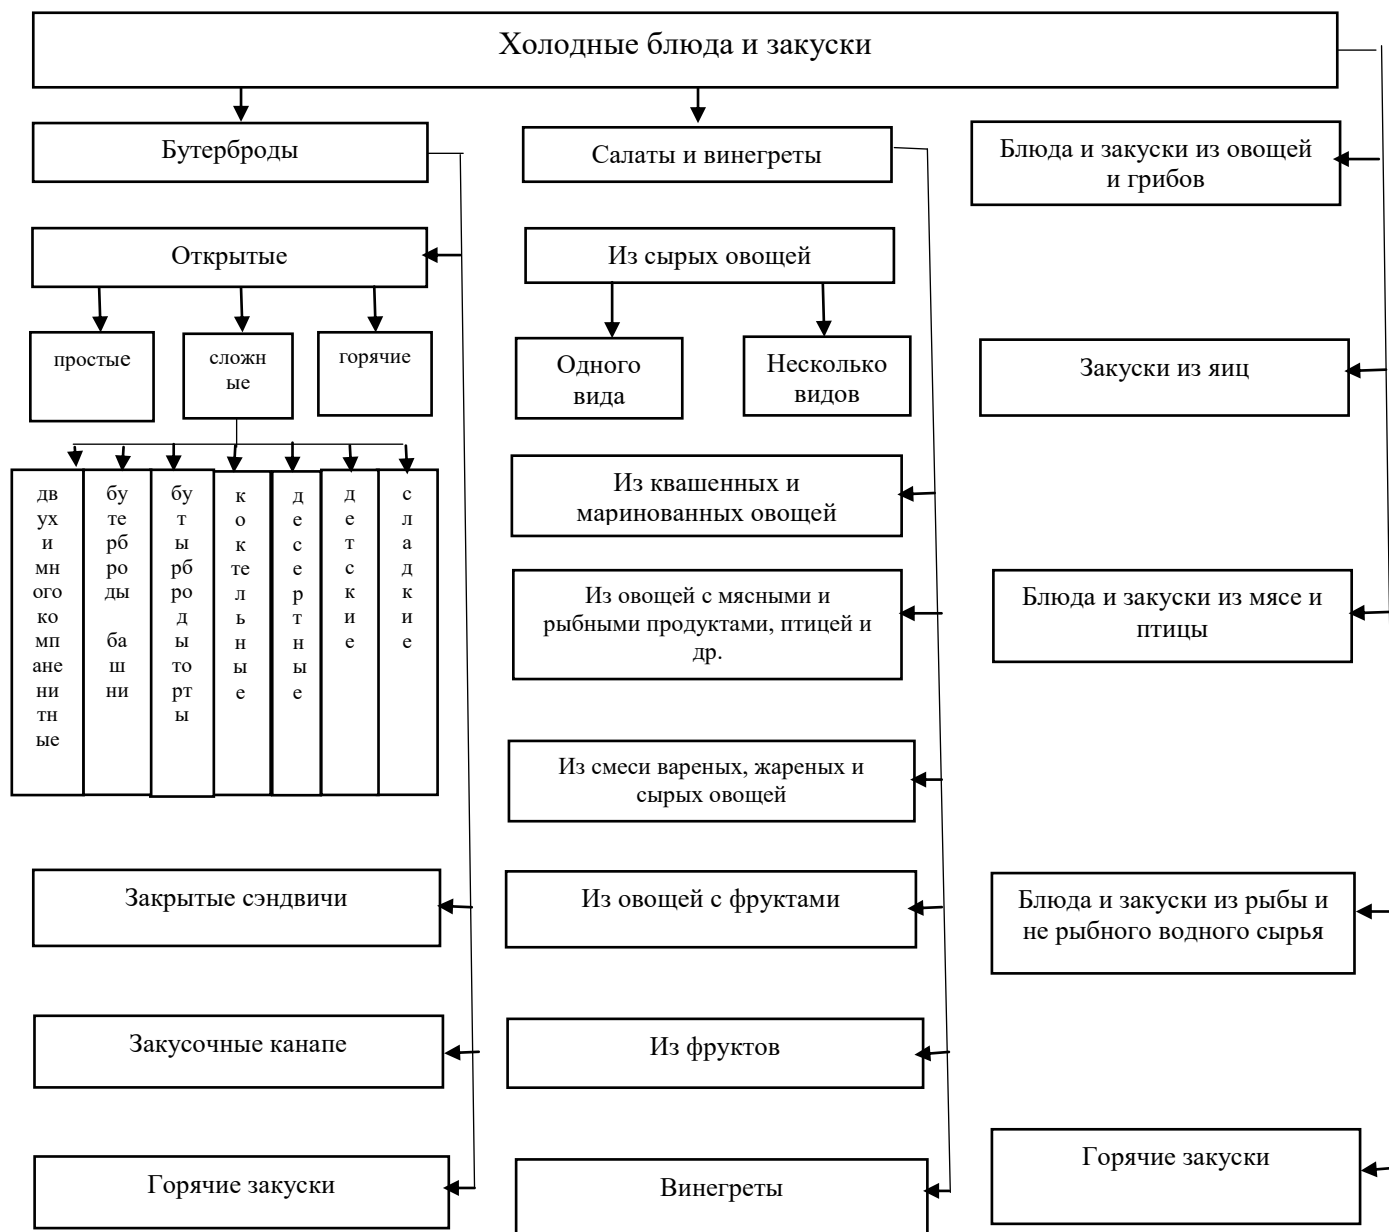 Холодные блюда и закуски
Бутерброды
Салаты и винегреты
Блюда и закуски из овощей
и грибов
Открытые
Из сырых овощей
простые
сложн
ые
горячие
Одного
вида
Несколько
видов
Закуски из яиц
дв
ух и
мн
ого
ко
мп
ане
ни
тн
ые
бу
те
рб
ро
ды
ба
ш
ни
бу
т
ы
рб
ро
д
ы
то
рт
ы
к
о
к
те
л
ь
н
ы
е
д
е
с
е
р
т
н
ы
е
д
е
т
с
к
и
е
с
л
а
д
к
и
е
Из квашенных и
маринованных овощей
Из овощей с мясными и
рыбными продуктами, птицей и
др.
Блюда и закуски из мясе и
птицы
Из смеси вареных, жареных и
сырых овощей
Закрытые сэндвичи
Из овощей с фруктами
Блюда и закуски из рыбы и
не рыбного водного сырья
Закусочные канапе
Из фруктов
Горячие закуски
Винегреты
Горячие закуски